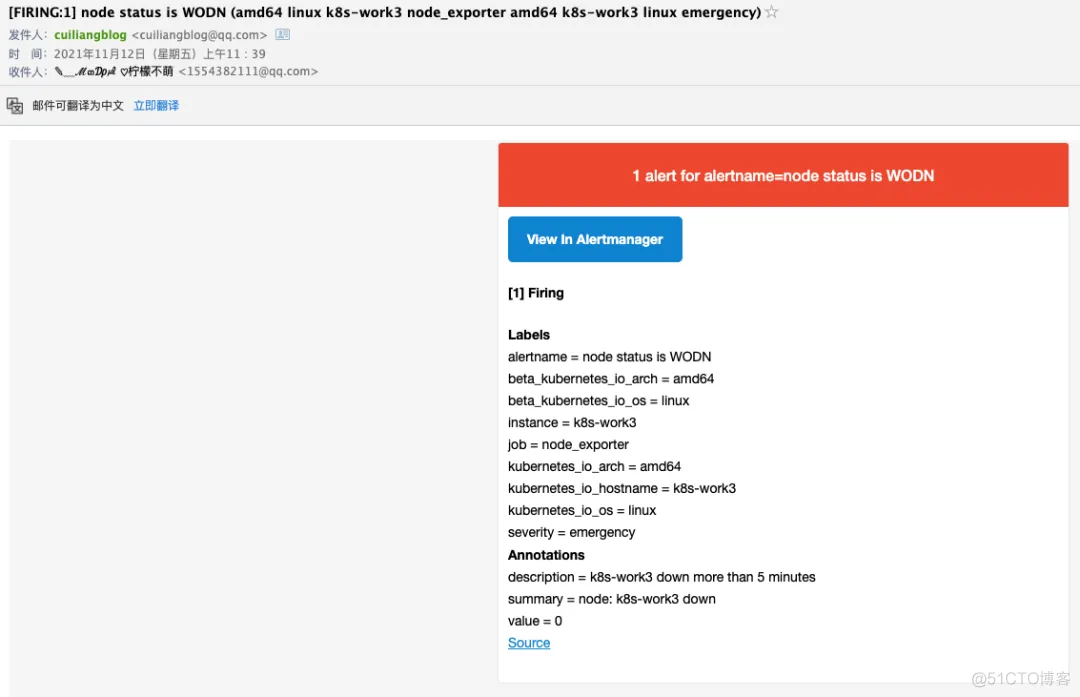 [FIRING:1] node status is WODN (amd64 linux k8s-work3 node_exporter amd64 k8s-work3 linux emergency)☆
发件人： cuiliangblog <cuiliangblog@qq.com>
时 间： 2021年11月12日（星期五）上午11：39
收件人： ✎﹏ℳ๓₯㎕ ♡柠檬不萌 <1554382111@qq.com>
邮件可翻译为中文 立即翻译
1 alert for alertname=node status is WODN
View In Alertmanager
[1] Firing
Labels
alertname = node status is WODN
beta_kubernetes_io_arch = amd64
beta_kubernetes_io_os = linux
instance = k8s-work3
job = node_exporter
kubernetes_io_arch = amd64
kubernetes_io_hostname = k8s-work3
kubernetes_io_os = linux
severity = emergency
Annotations
description = k8s-work3 down more than 5 minutes
summary = node: k8s-work3 down
value = 0
Source
@51CTO博客